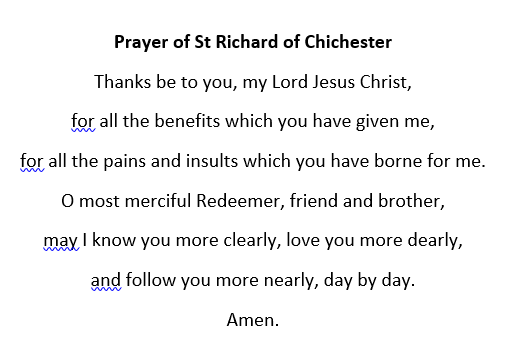 Prayer of St Richard of Chichester
Thanks be to you, my Lord Jesus Christ,
for all the benefits which you have given me,
for all the pains and insults which you have borne for me.
O most merciful Redeemer, friend and brother,
may I know you more clearly, love you more dearly,
and follow you more nearly, day by day.
Amen.